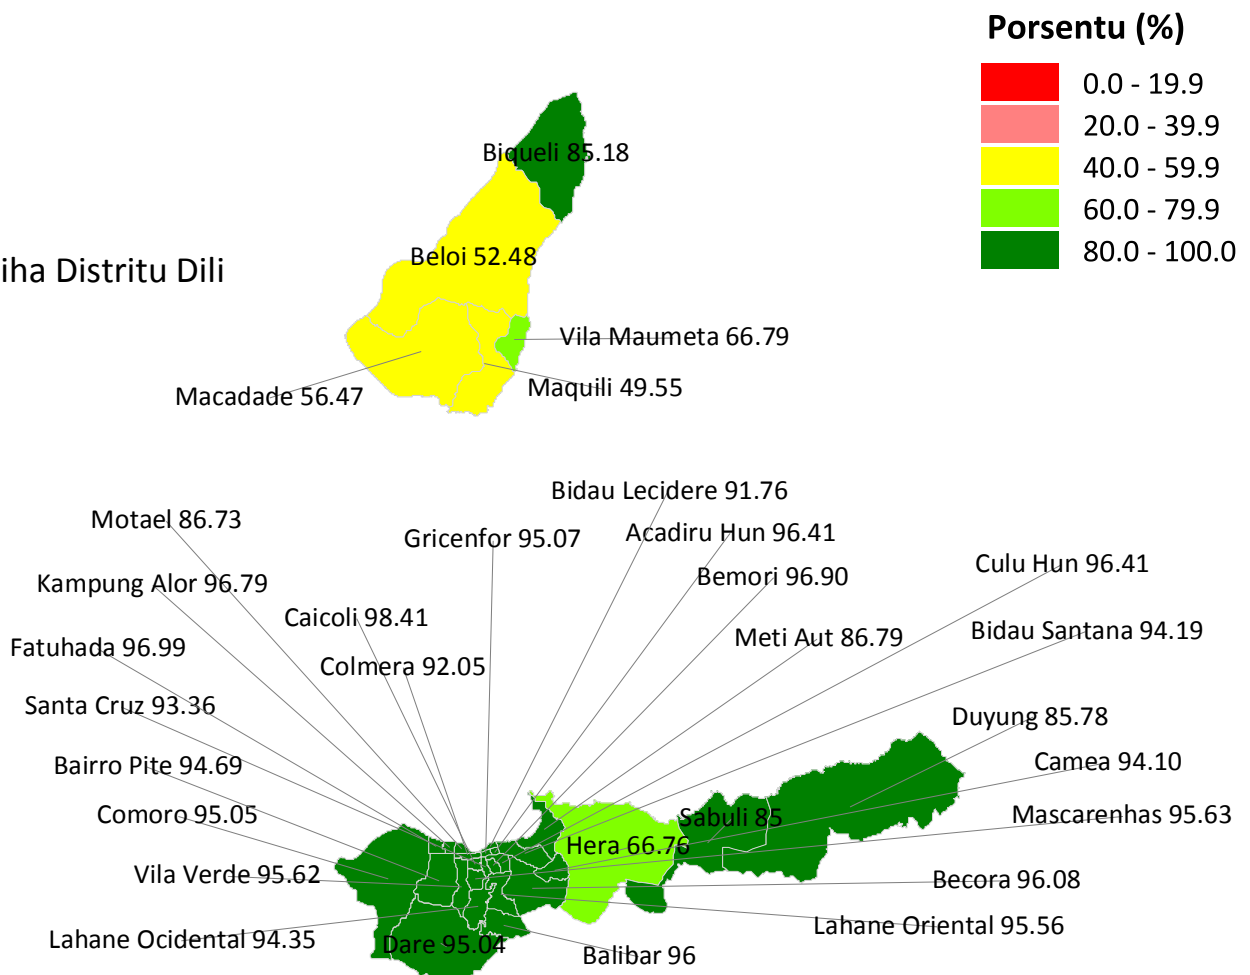 Porsentu (%)
0.0 - 19.9
20.0 - 39.9
40.0 - 59.9
60.0 - 79.9
80.0 - 100.0
Biqueli 85.18
Beloi 52.48
iha Distritu Dili
Vila Maumeta 66.79
Maquili 49.55
Macadade 56.47
Bidau Lecidere 91.76
Motael 86.73
Gricenfor 95.07
Acadiru Hun 96.41
Culu Hun 96.41
Kampung Alor 96.79
Bemori 96.90
Caicoli 98.41
Bidau Santana 94.19
Fatuhada 96.99
Meti Aut 86.79
Colmera 92.05
Santa Cruz 93.36
Duyung 85.78
Bairro Pite 94.69
Camea 94.10
Comoro 95.05
Mascarenhas 95.63
Sabuli 85
Hera 66.76
Vila Verde 95.62
Becora 96.08
Lahane Oriental 95.56
Lahane Ocidental 94.35
Dare 95.04
Balibar 96